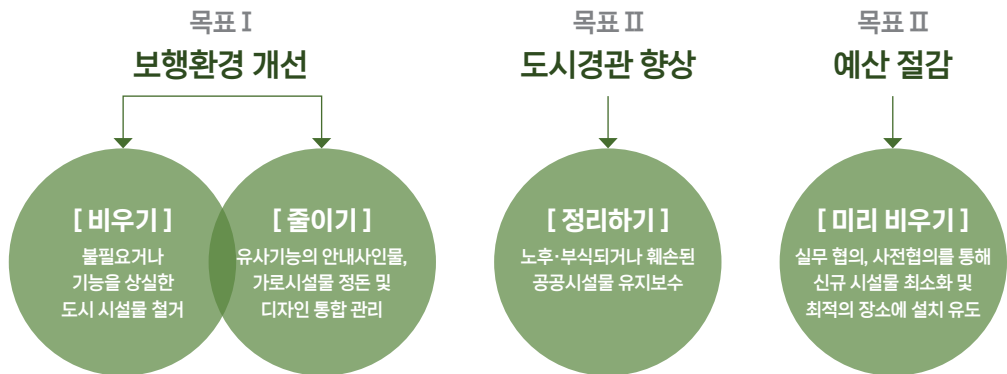 목표 Ⅰ
보행환경 개선
[ 비우기 ]
불필요거나
기능을 상실한
도시 시설물 철거
[ 줄이기 ]
유사기능의 안내사인물,
가로시설물 정돈 및
디자인 통합 관리
목표 Ⅱ
도시경관 향상
[ 정리하기 ]
노후·부식되거나 훼손된
공공시설물 유지보수
목표 Ⅱ
예산 절감
[ 미리 비우기 ]
실무 협의, 사전협의를 통해
신규 시설물 최소화 및
최적의 장소에 설치 유도